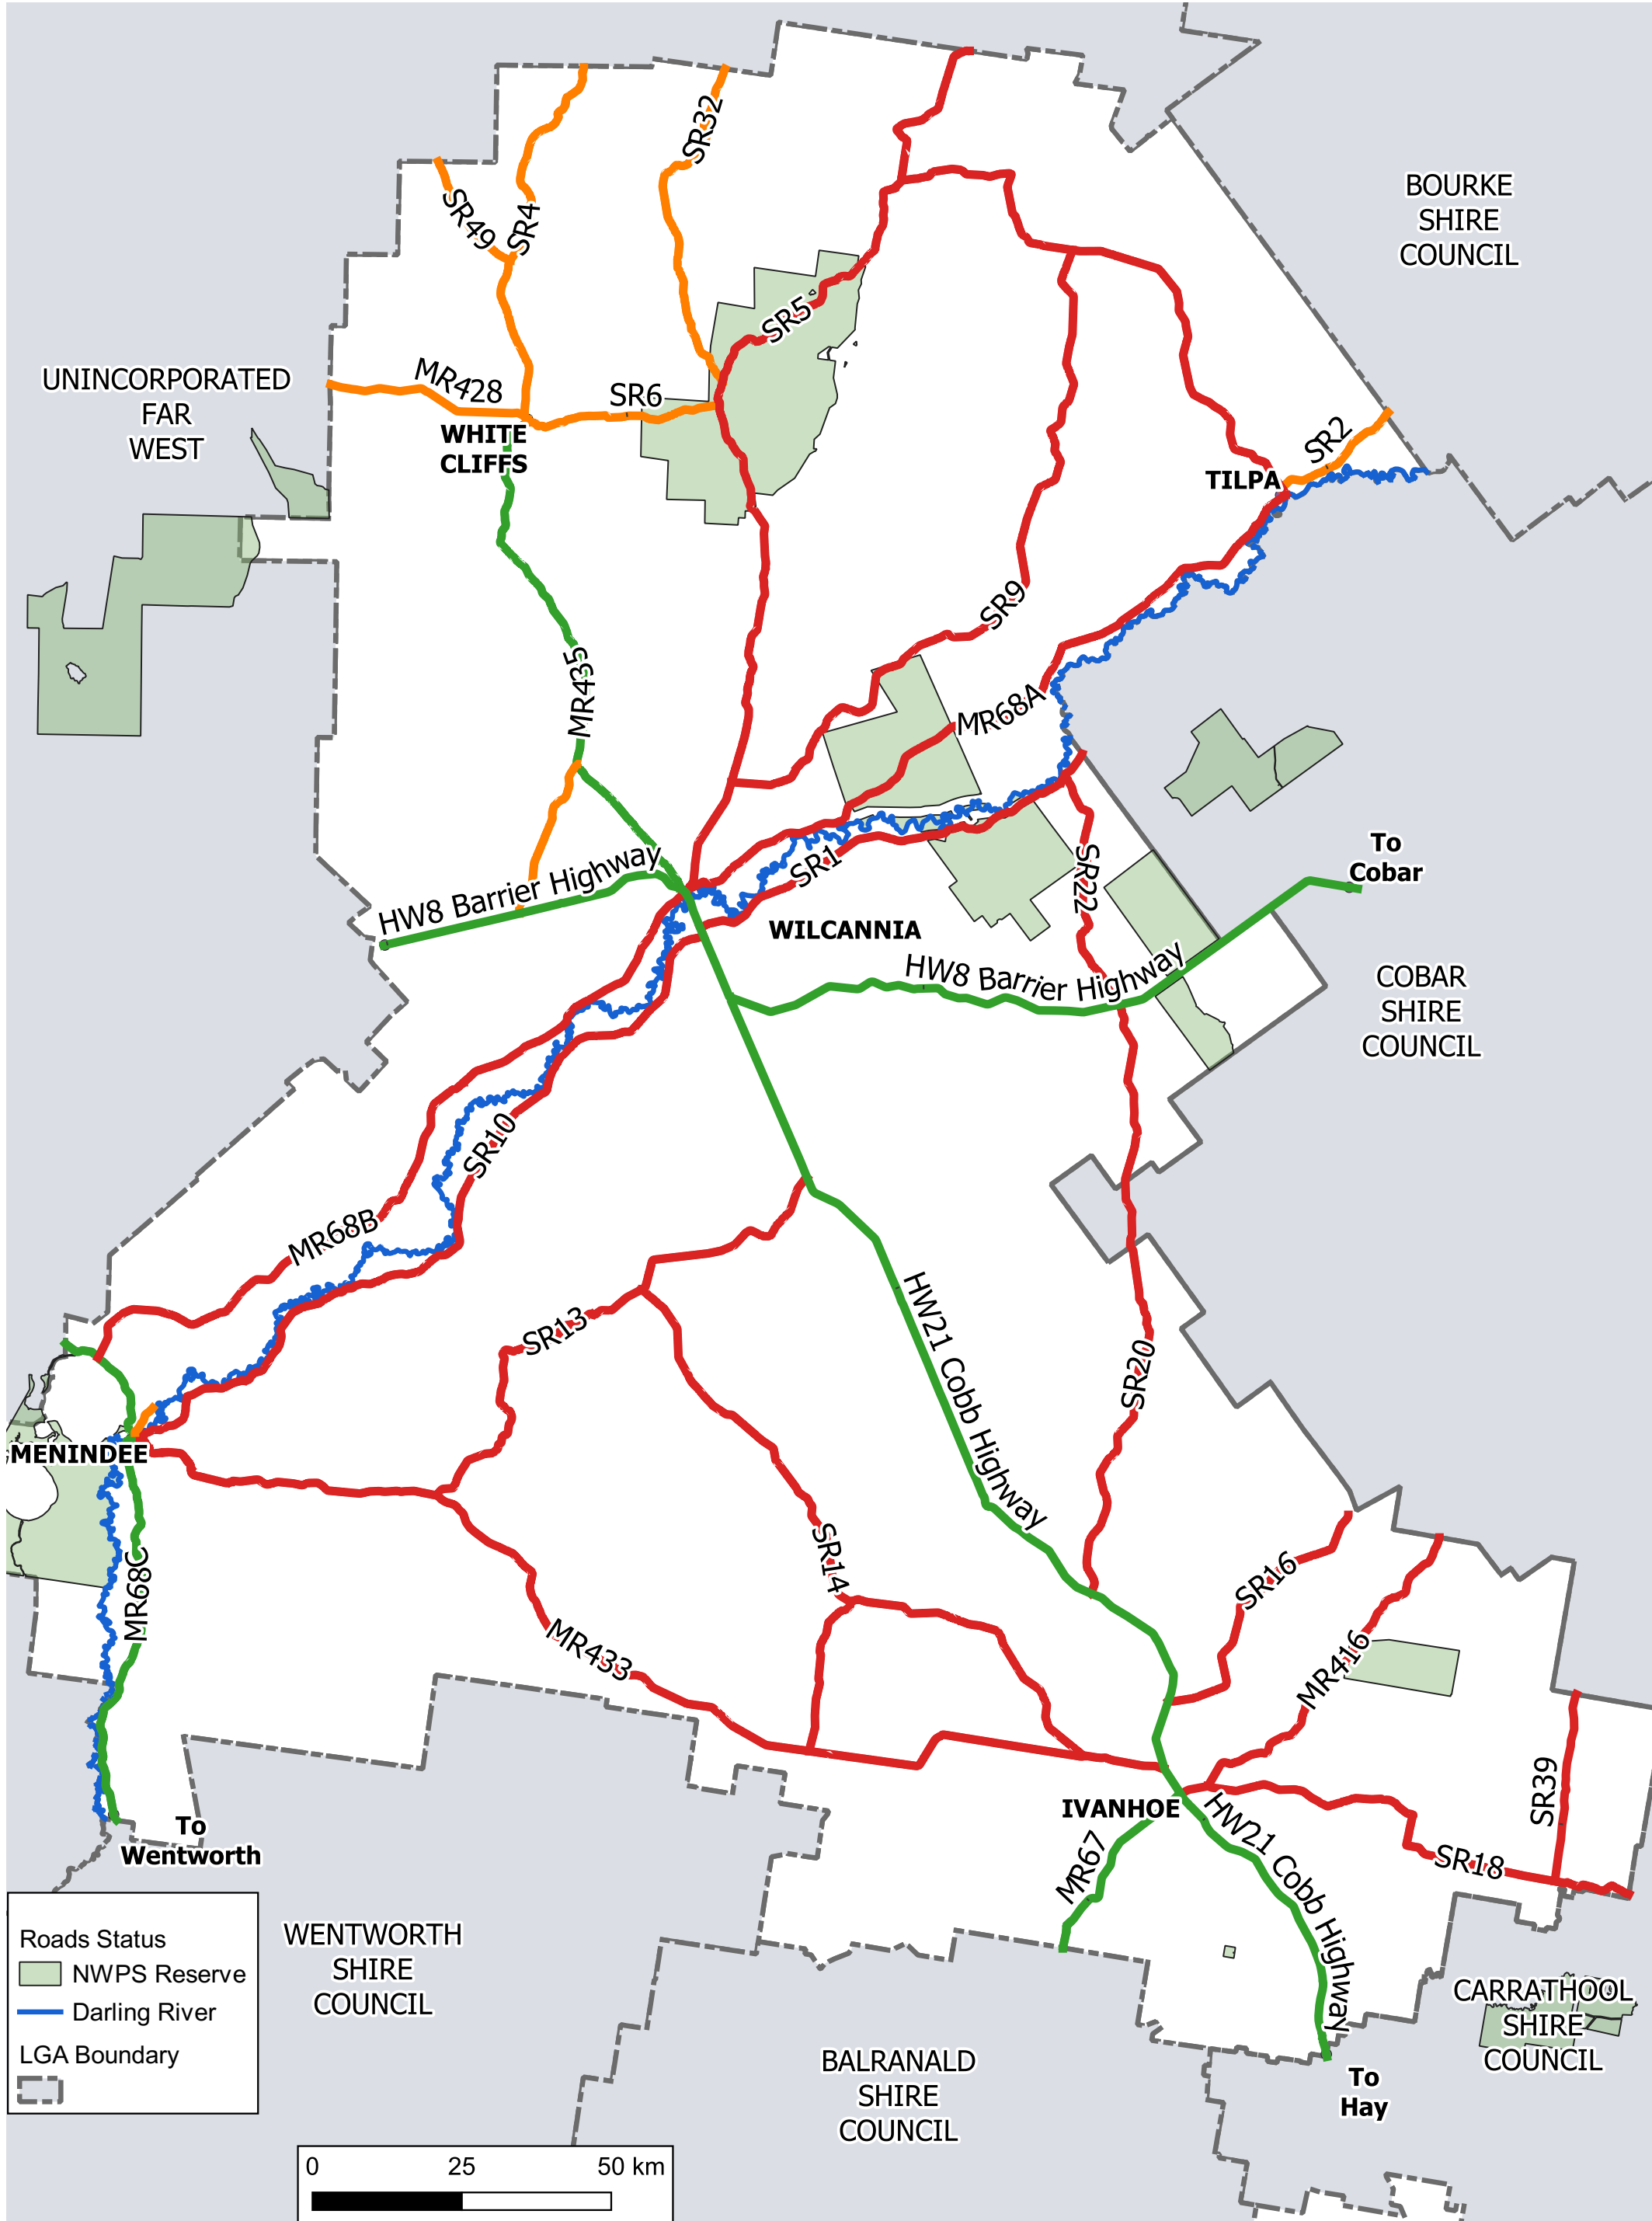 SR32
SR49
SR4
BOURKE
SHIRE
COUNCIL
SR5
UNINCORPORATED
FAR
WEST
MR428
SR6
WHITE
CLIFFS
SR2
TILPA
SR9
MR435
MR68A
HW8 Barrier Highway
SR1
SR22
To
Cobar
WILCANNIA
HW8 Barrier Highway
COBAR
SHIRE
COUNCIL
SR10
MR68B
SR13
HW21 Cobb Highway
SR20
MENINDEE
SR14
SR16
MR68C
MR433
MR416
SR39
IVANHOE
HW21 Cobb Highway
MR67
SR18
To
Wentworth
Roads Status
NWPS Reserve
Darling River
LGA Boundary
WENTWORTH
SHIRE
COUNCIL
BALRANALD
SHIRE
COUNCIL
CARRATHOOL
SHIRE
COUNCIL
To
Hay
0 25 50 km